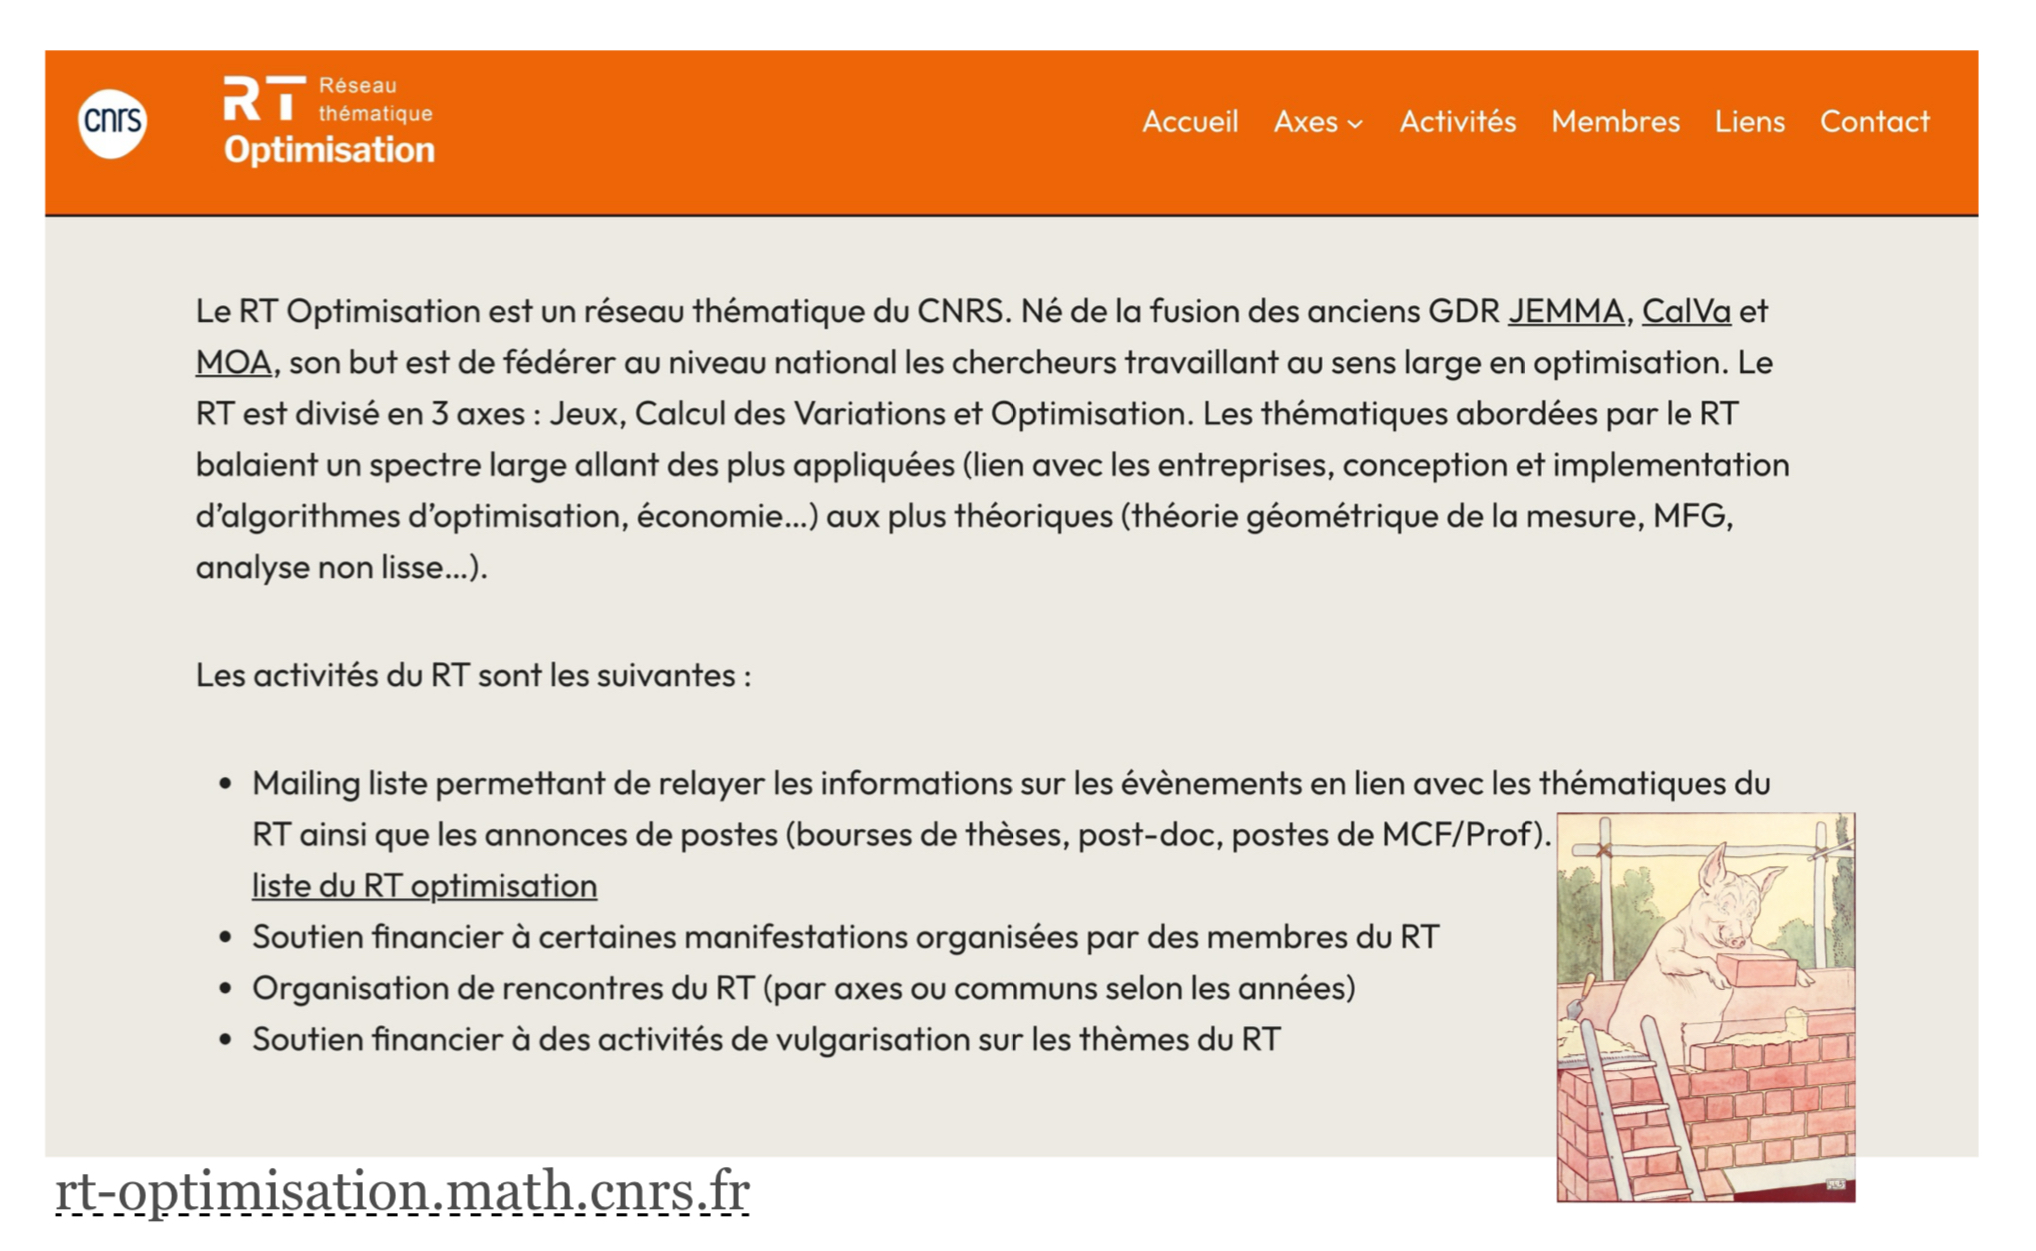 cnrs
RT Réseau thématique
Optimisation
Accueil Axes Activités Membres Liens Contact
Le RT Optimisation est un réseau thématique du CNRS. Né de la fusion des anciens GDR JEMMA, CalVa et
MOA, son but est de fédérer au niveau national les chercheurs travaillant au sens large en optimisation. Le
RT est divisé en 3 axes : Jeux, Calcul des Variations et Optimisation. Les thématiques abordées par le RT
balaient un spectre large allant des plus appliquées (lien avec les entreprises, conception et implementation
d’algorithmes d’optimisation, économie…) aux plus théoriques (théorie géométrique de la mesure, MFG,
analyse non lisse…).
Les activités du RT sont les suivantes :
• Mailing liste permettant de relayer les informations sur les évènements en lien avec les thématiques du
RT ainsi que les annonces de postes (bourses de thèses, post-doc, postes de MCF/Prof).
liste du RT optimisation
• Soutien financier à certaines manifestations organisées par des membres du RT
• Organisation de rencontres du RT (par axes ou communs selon les années)
• Soutien financier à des activités de vulgarisation sur les thèmes du RT
rt-optimisation.math.cnrs.fr